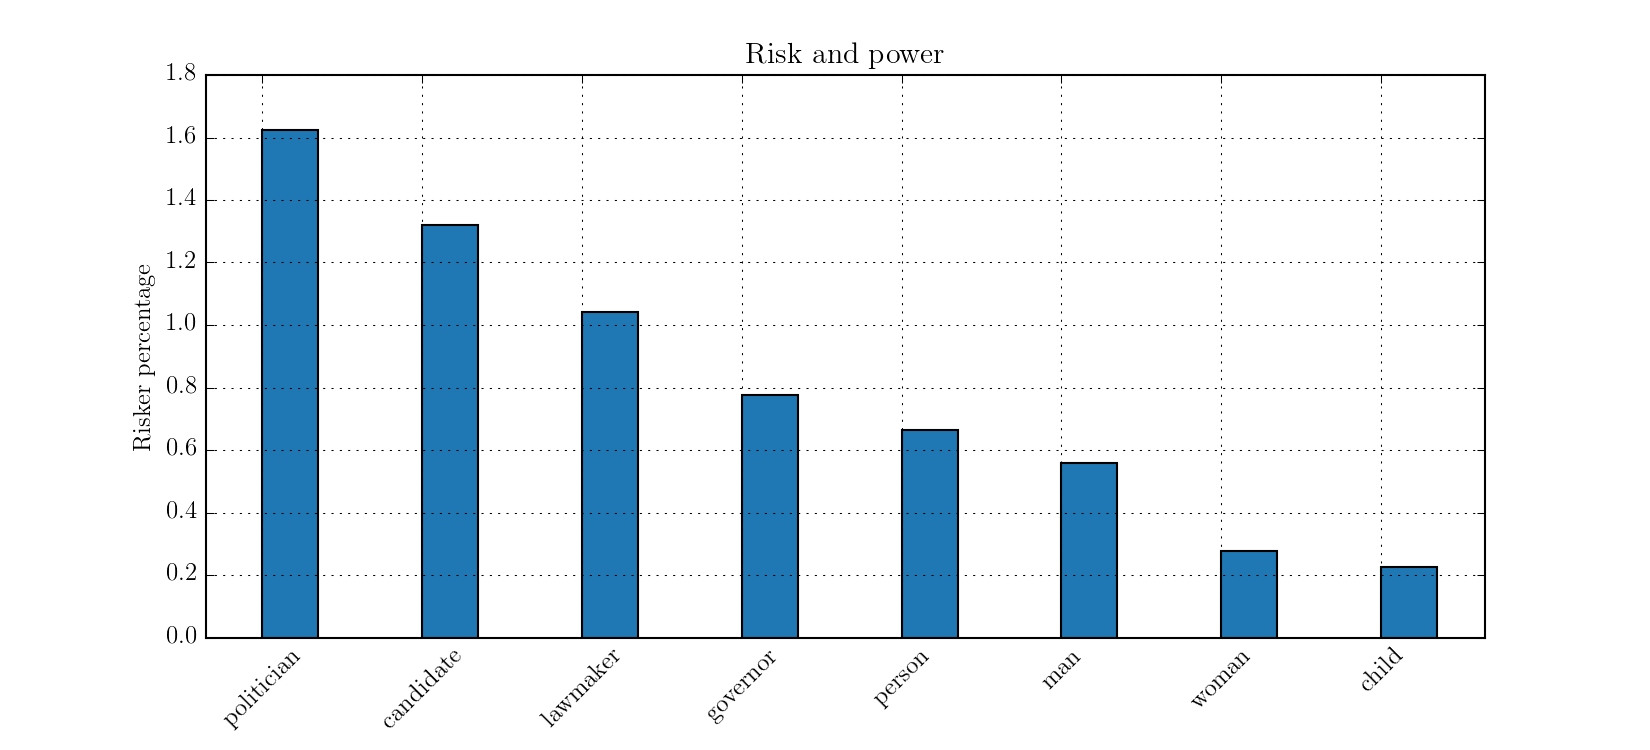 Risk and power
Risker percentage
1.8
1.6
1.4
1.2
1.0
0.8
0.6
0.4
0.2
0.0
politician
candidate
lawmaker
governor
person
man
woman
child